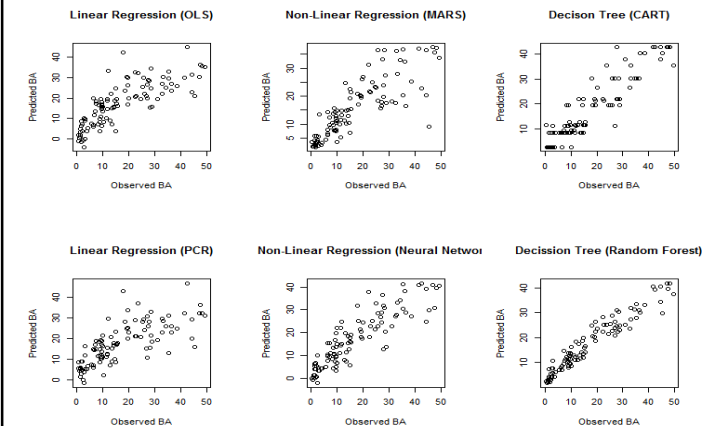 Linear Regression (OLS)
Non-Linear Regression (MARS)
Decison Tree (CART)
Predicted BA
0 10 20 30 40
0 10 20 30 40 50
Observed BA
Predicted BA
5 10 20 30
0 10 20 30 40 50
Observed BA
Predicted BA
10 20 30 40
0 10 20 30 40 50
Observed BA
Linear Regression (PCR)
Non-Linear Regression (Neural Networ
Decission Tree (Random Forest)
Predicted BA
0 10 20 30 40
0 10 20 30 40 50
Observed BA
Predicted BA
0 10 20 30 40
0 10 20 30 40 50
Observed BA
Predicted BA
10 20 30 40
0 10 20 30 40 50
Observed BA